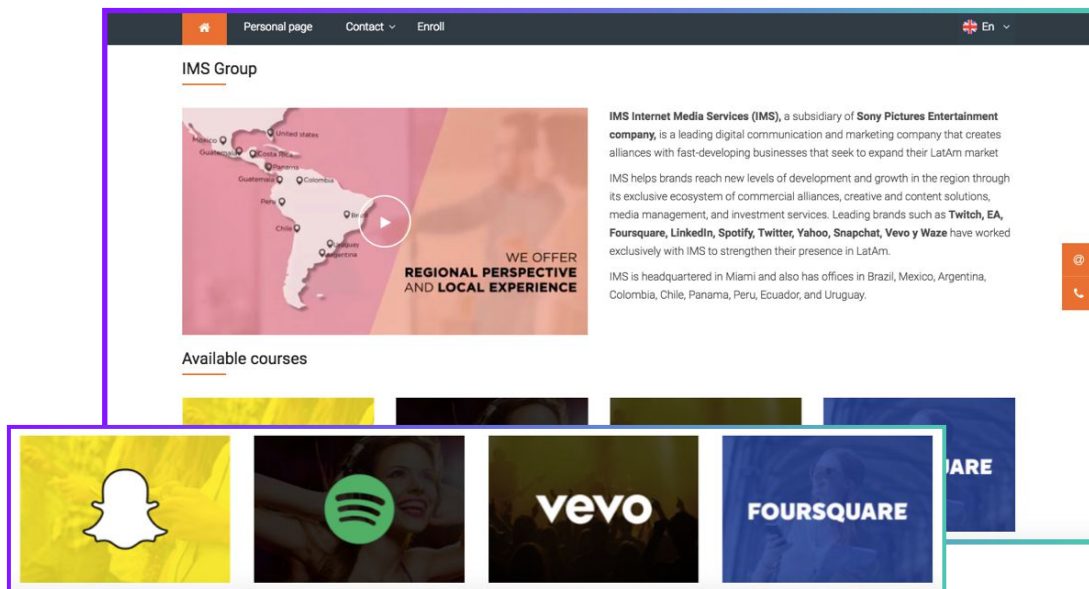 Personal page Contact Enroll En
IMS Group
México
United states
Guatemala
Costa Rica
Panama
Guatemala
Colombia
Peru
Chile
Uruguay
Argentina
WE OFFER
REGIONAL PERSPECTIVE
AND LOCAL EXPERIENCE
IMS Internet Media Services (IMS), a subsidiary of Sony Pictures Entertainment
company, is a leading digital communication and marketing company that creates
alliances with fast-developing businesses that seek to expand their LatAm market
IMS helps brands reach new levels of development and growth in the region through
its exclusive ecosystem of commercial alliances, creative and content solutions,
media management, and investment services. Leading brands such as Twitch, EA,
Foursquare, LinkedIn, Spotify, Twitter, Yahoo, Snapchat, Vevo y Waze have worked
exclusively with IMS to strengthen their presence in LatAm.
IMS is headquartered in Miami and also has offices in Brazil, Mexico, Argentina,
Colombia, Chile, Panama, Peru, Ecuador, and Uruguay.
@
Available courses
vevo
FOURSQUARE